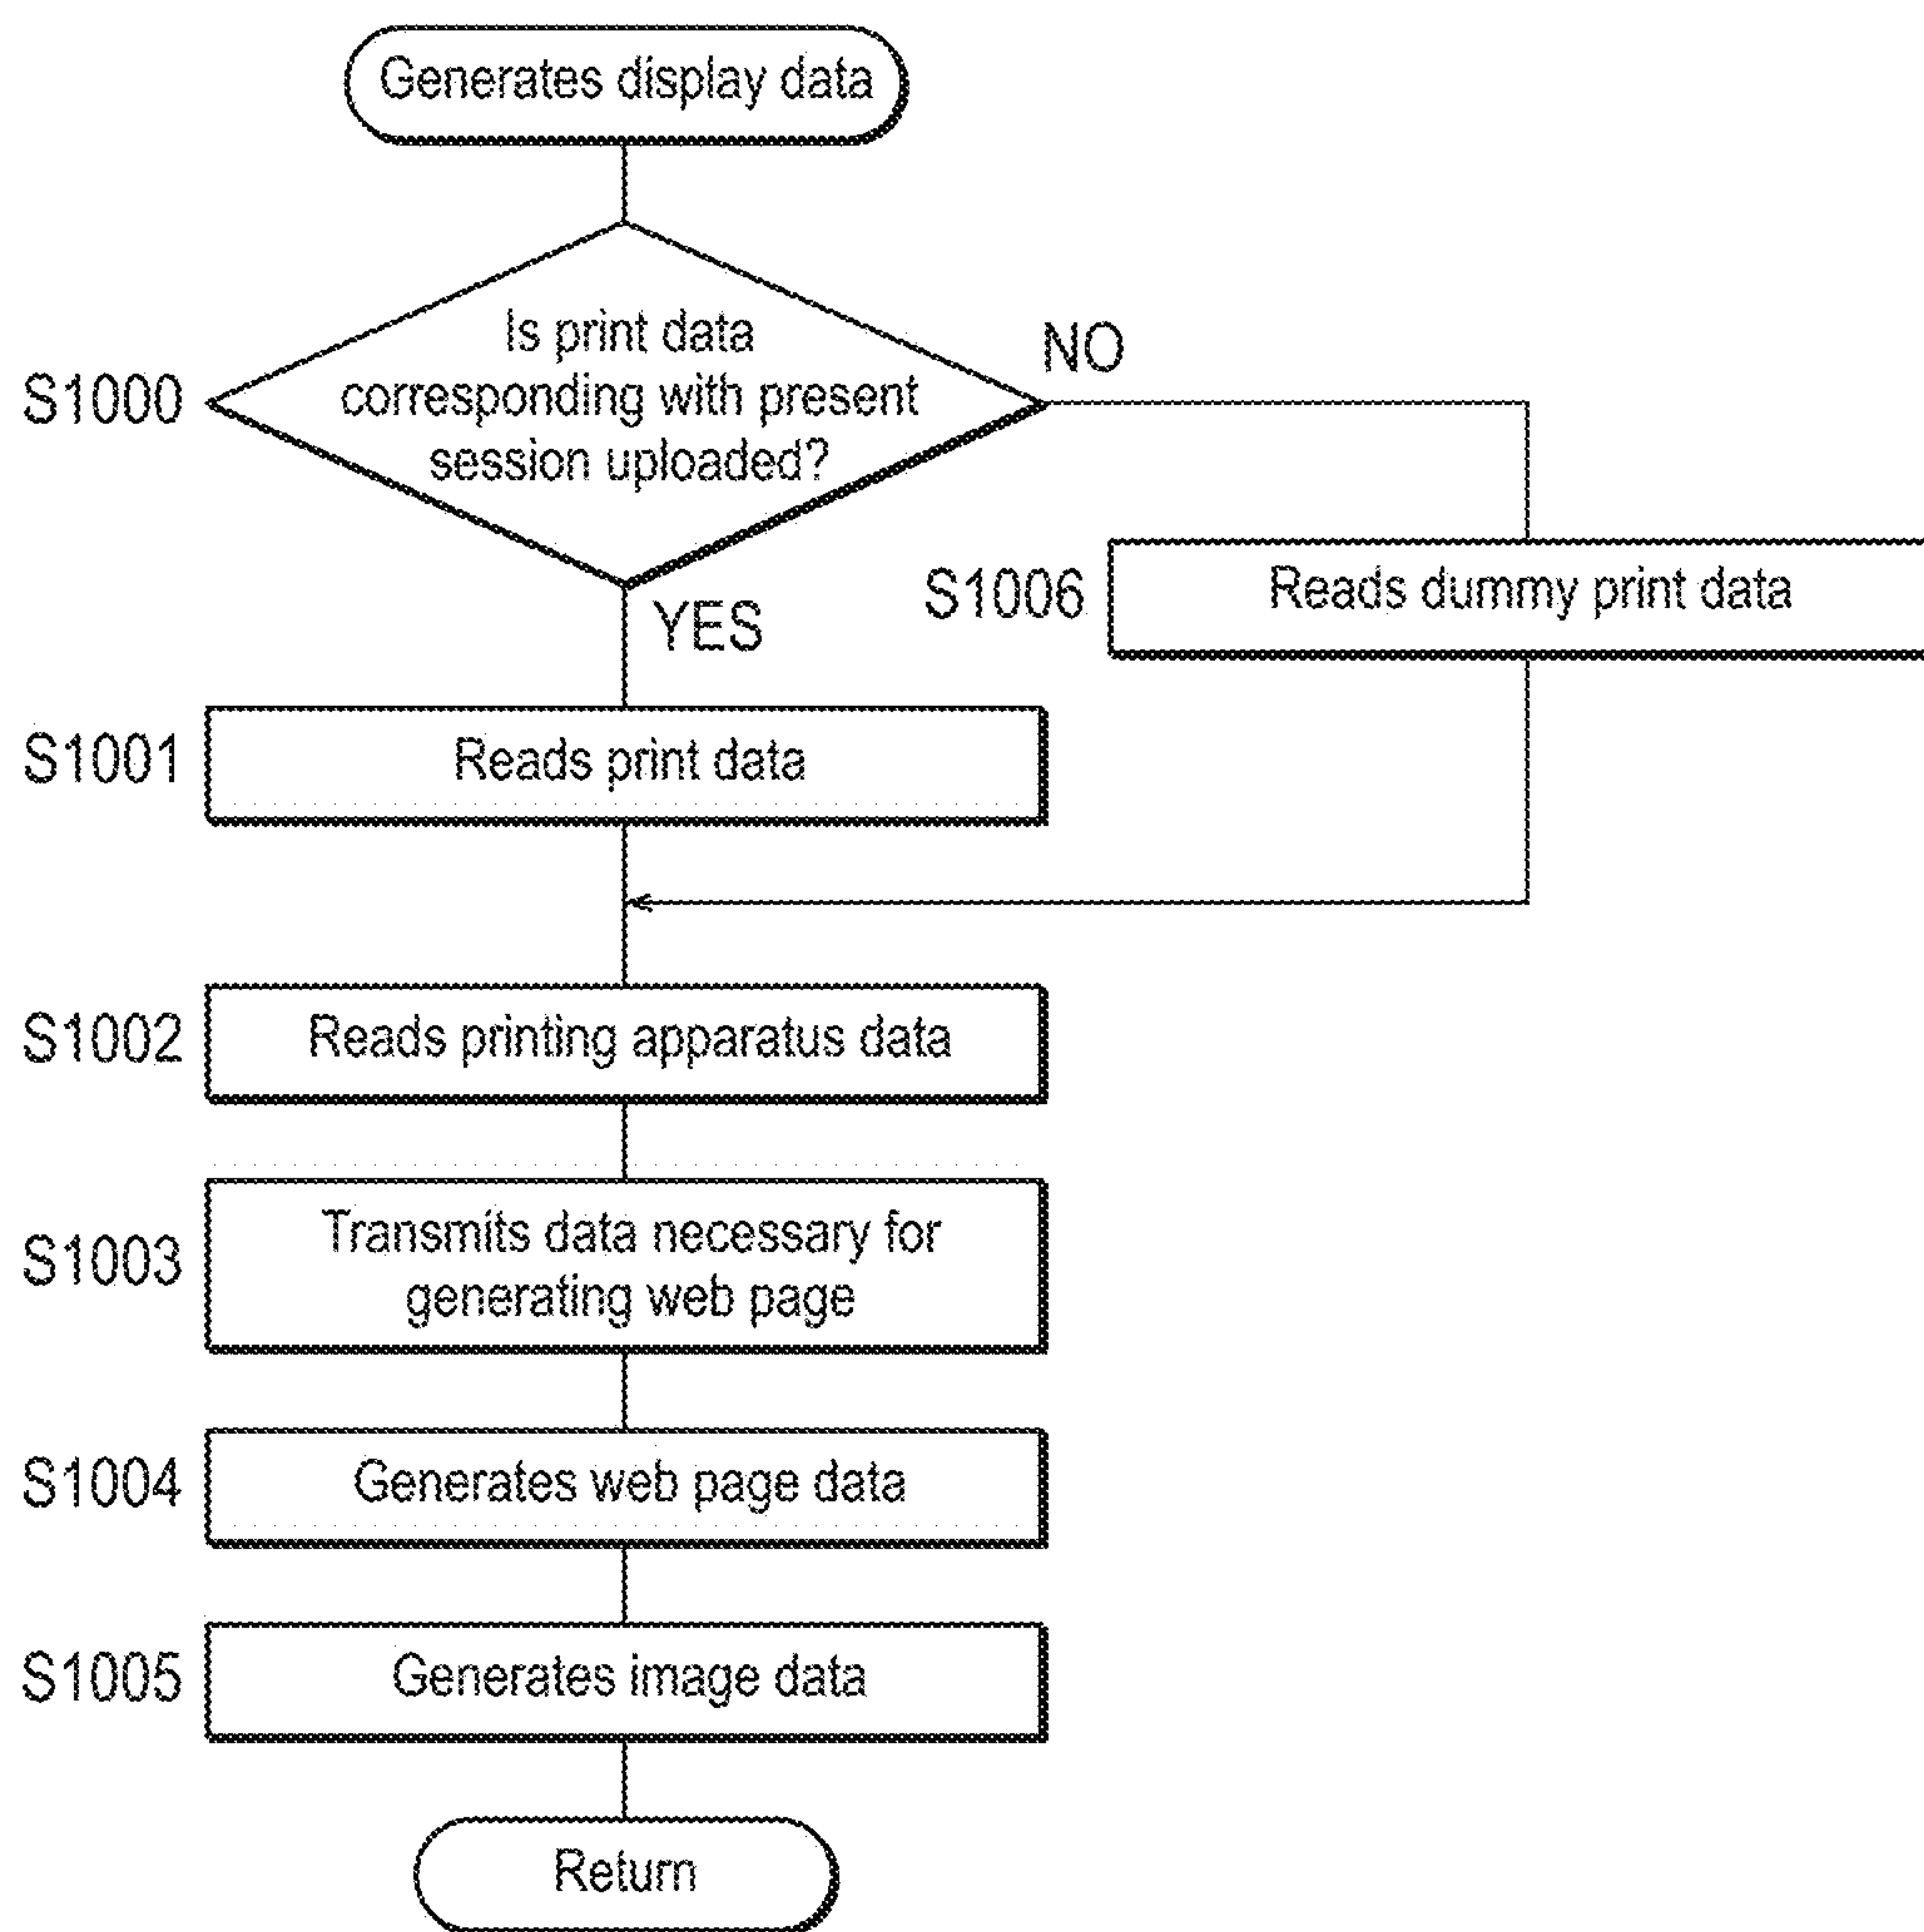 Generates display data
Is print data
corresponding with present
session uploaded?
S1000
NO
YES
S1006
Reads dummy print data
S1001
Reads print data
S1002
Reads printing apparatus data
S1003
Transmits data necessary for
generating web page
S1004
Generates web page data
S1005
Generates image data
Return